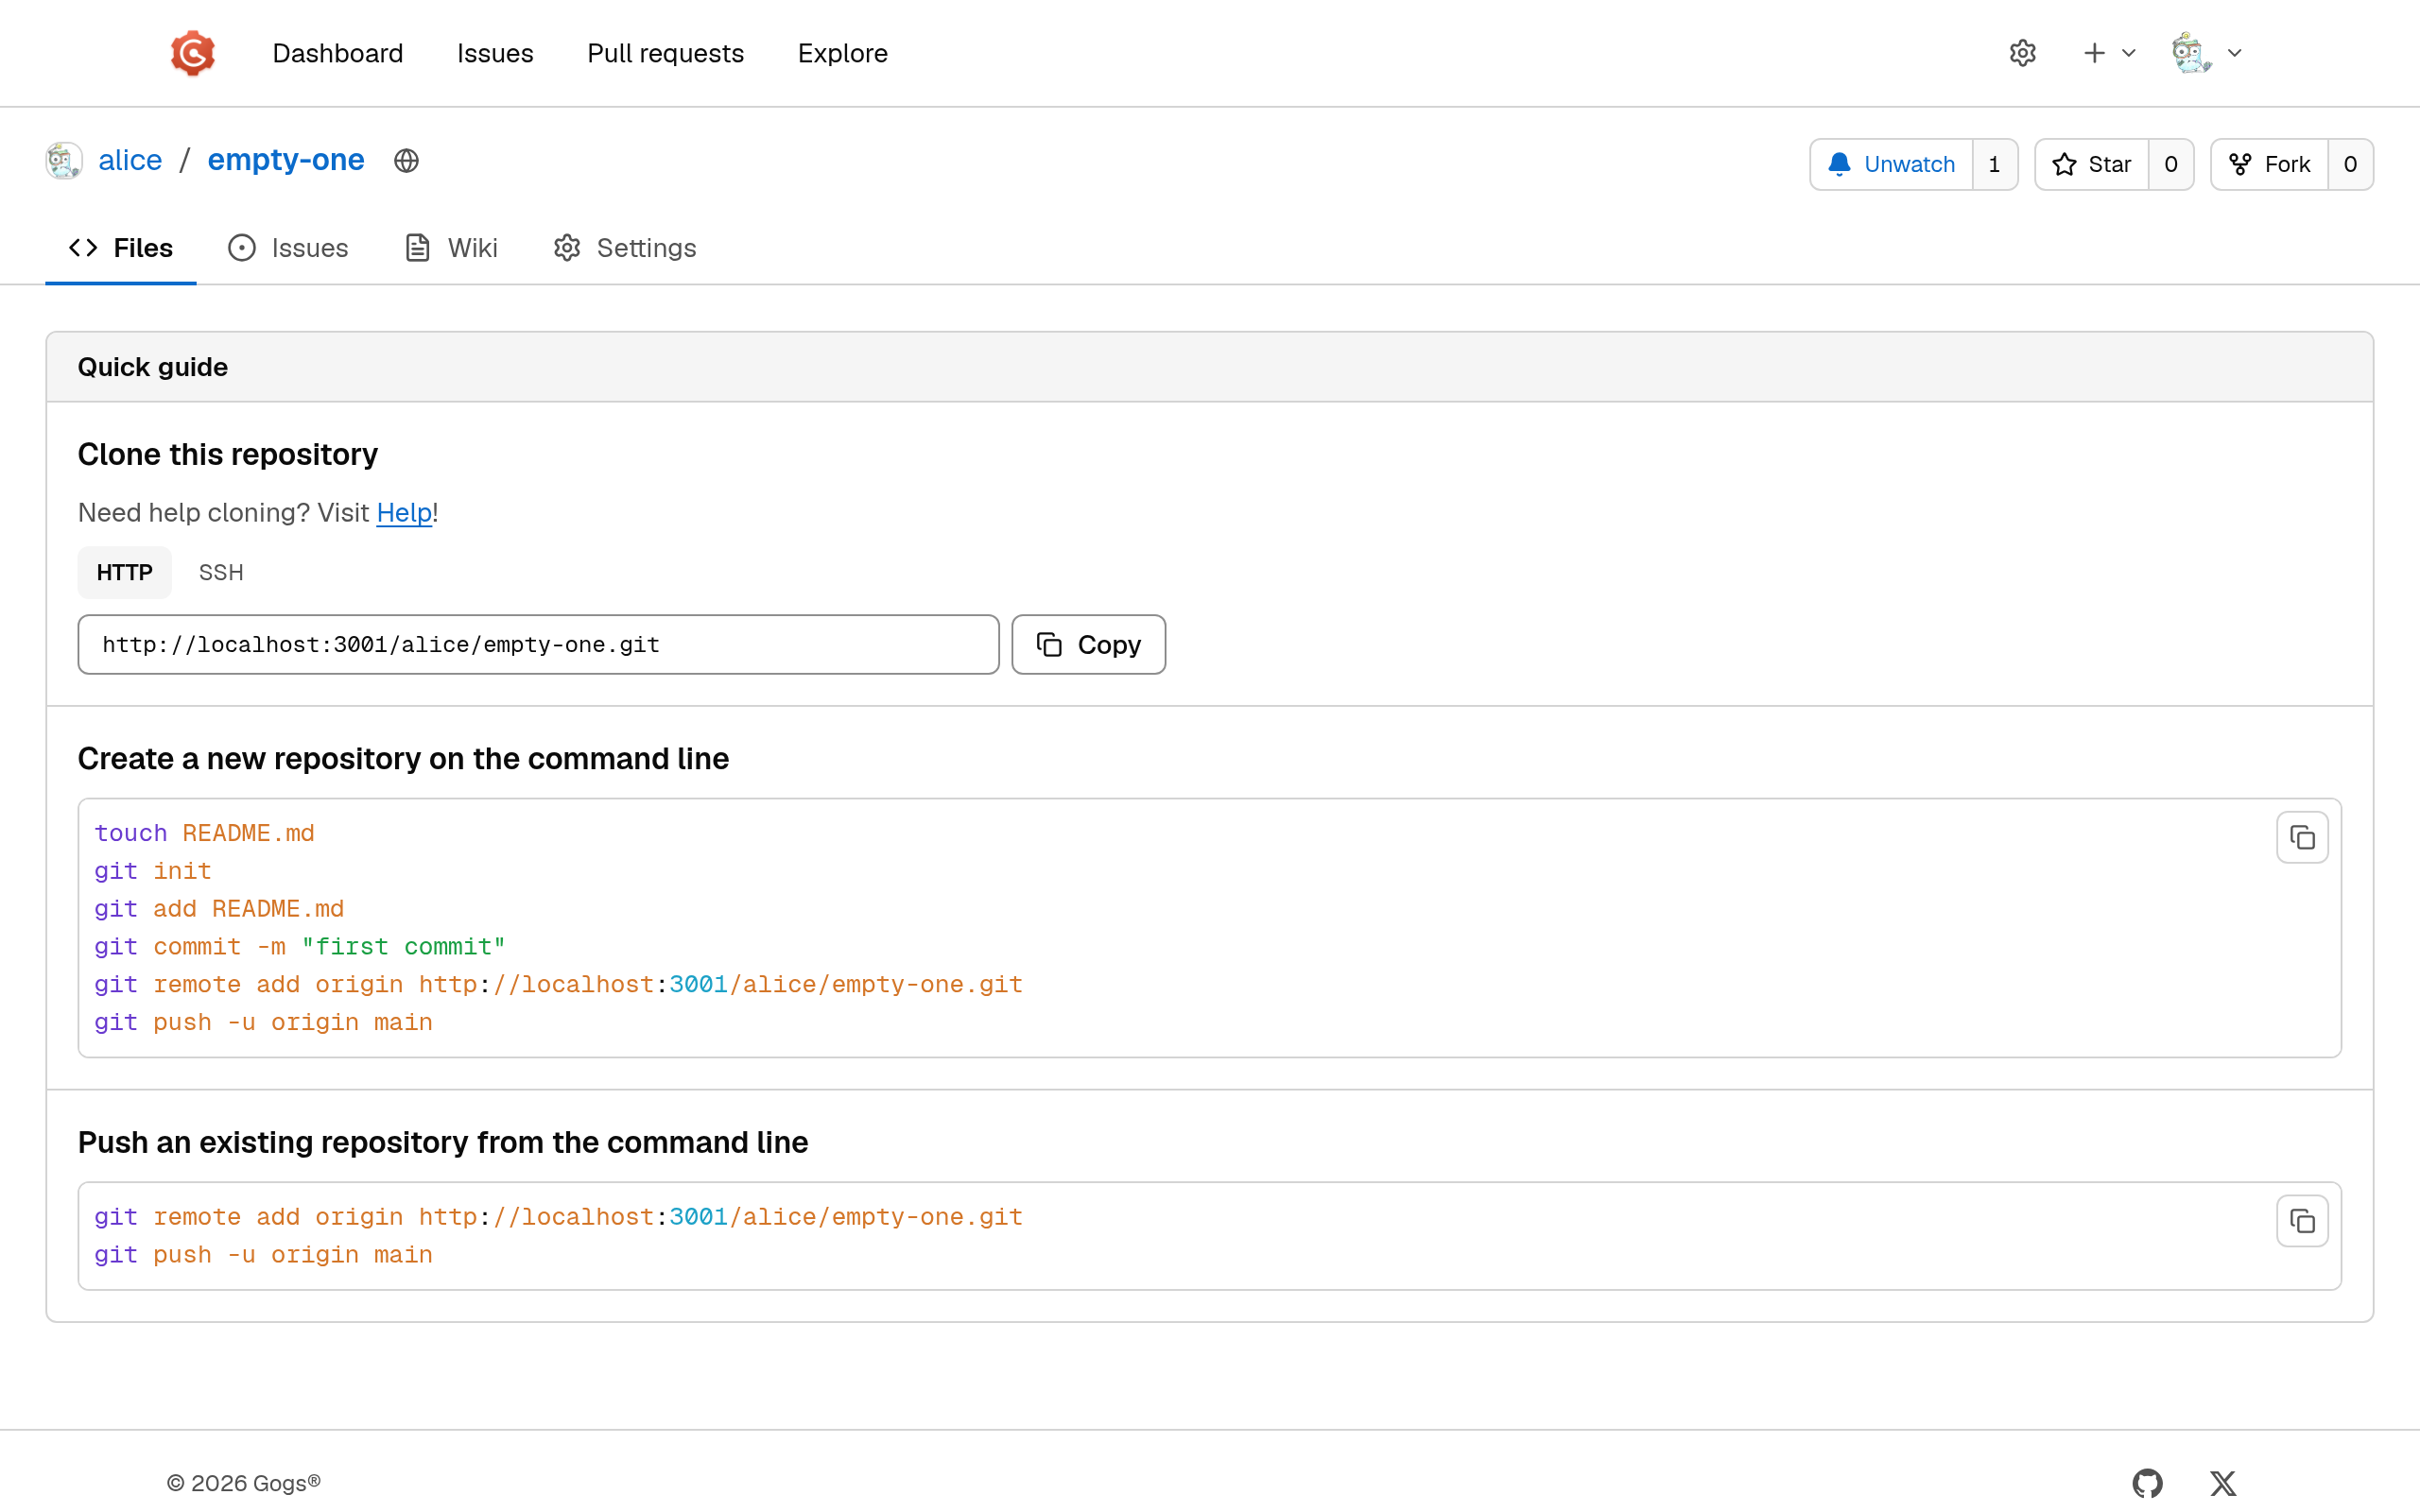 Dashboard Issues Pull requests Explore
alice / empty-one
Unwatch 1 Star 0 Fork 0
Files Issues Wiki Settings
Quick guide
Clone this repository
Need help cloning? Visit Help!
HTTP SSH
http://localhost:3001/alice/empty-one.git Copy
Create a new repository on the command line
touch README.md
git init
git add README.md
git commit -m "first commit"
git remote add origin http://localhost:3001/alice/empty-one.git
git push -u origin main
Push an existing repository from the command line
git remote add origin http://localhost:3001/alice/empty-one.git
git push -u origin main
© 2026 Gogs®